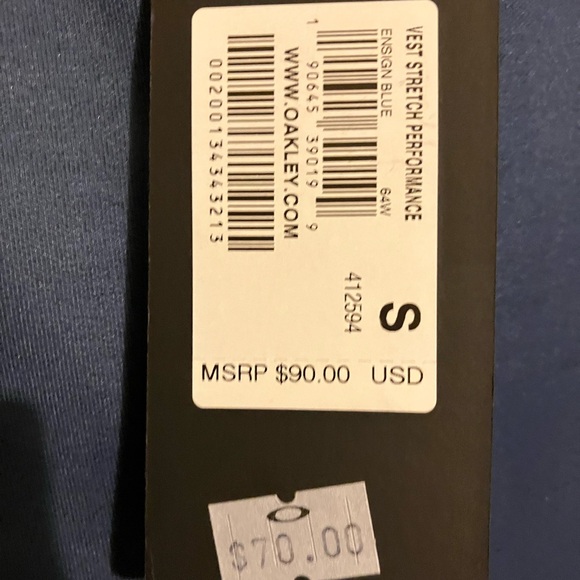 VEST STRETCH PERFORMANCE
ENSIGN BLUE 64W
1 90645 39019 9
S
412594
WWW.OAKLEY.COM
00200134343213
MSRP $90.00 USD
$70.00